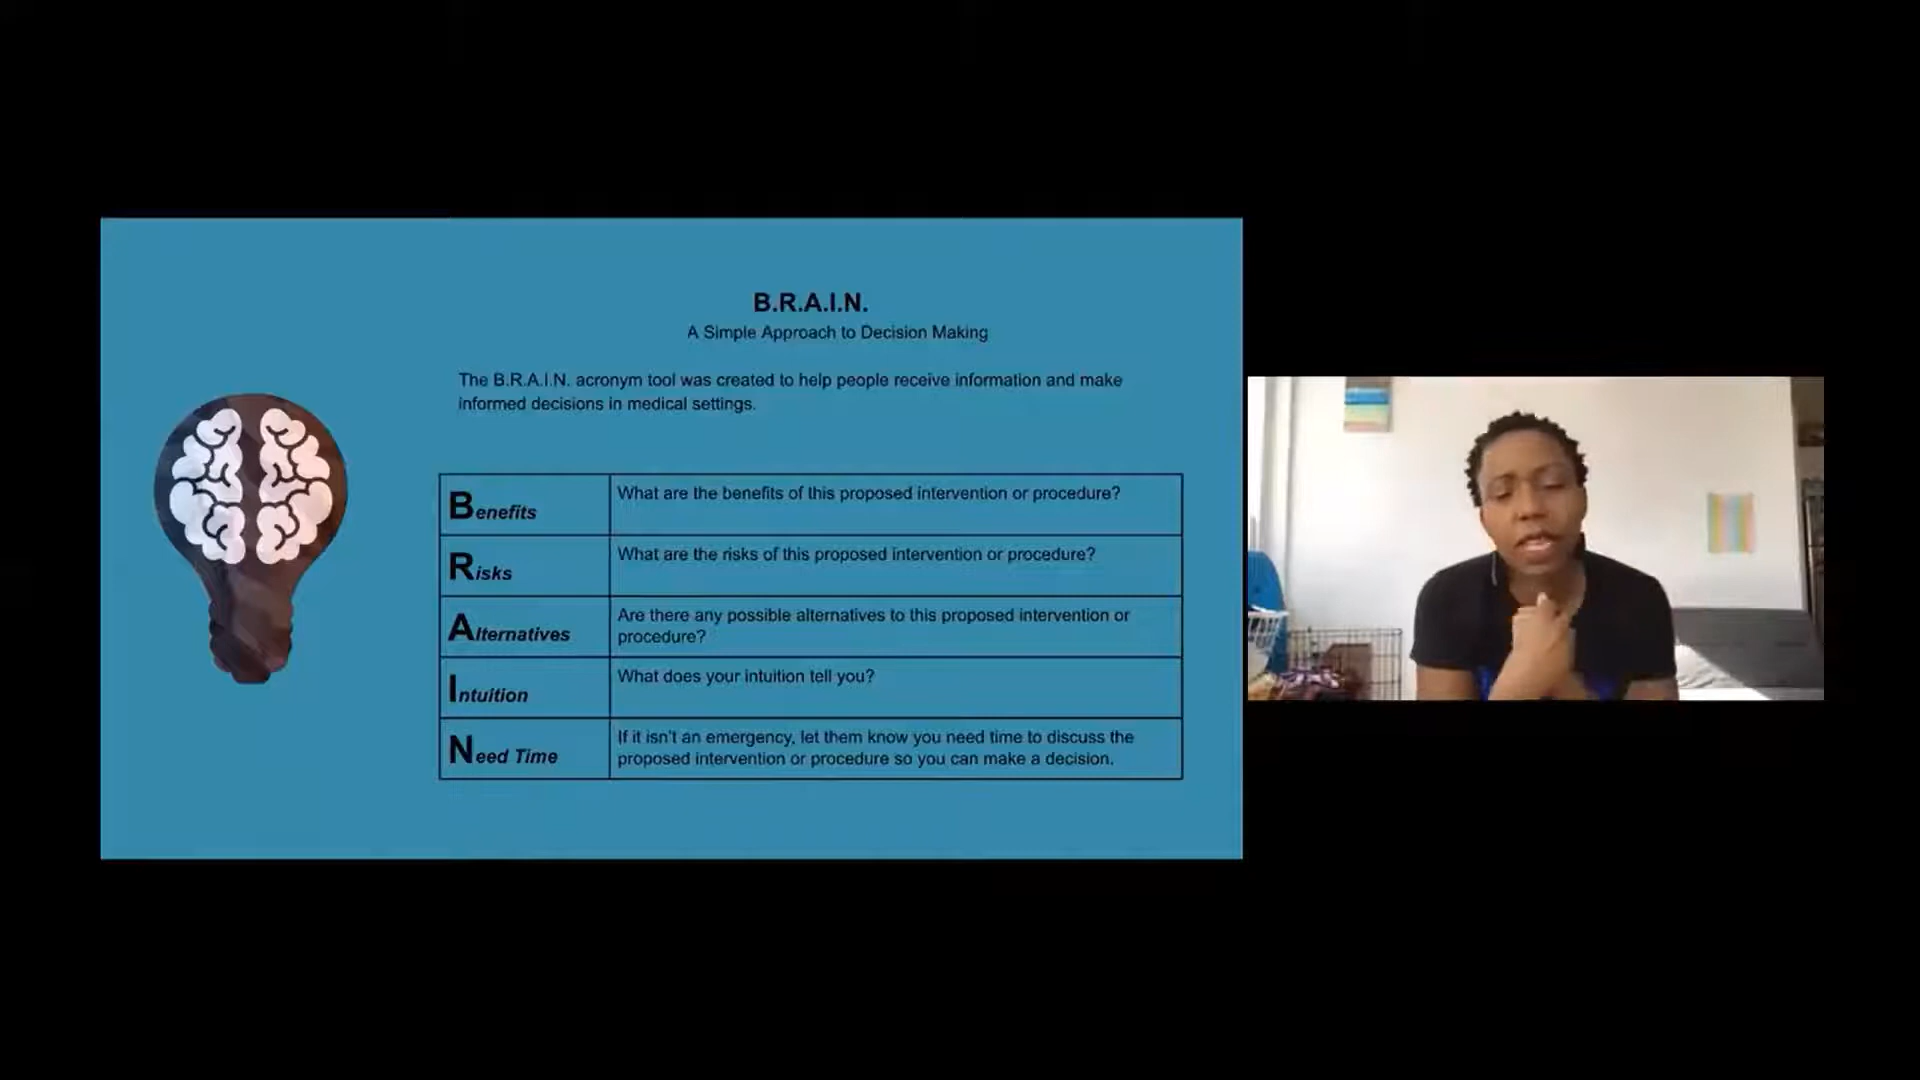 B.R.A.I.N.
A Simple Approach to Decision Making
The B.R.A.I.N. acronym tool was created to help people receive information and make
informed decisions in medical settings.
Benefits
What are the benefits of this proposed intervention or procedure?
Risks
What are the risks of this proposed intervention or procedure?
Alternatives
Are there any possible alternatives to this proposed intervention or
procedure?
Intuition
What does your intuition tell you?
Need Time
If it isn't an emergency, let them know you need time to discuss the
proposed intervention or procedure so you can make a decision.